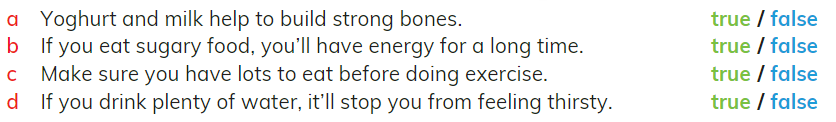 a Yoghurt and milk help to build strong bones. true / false
b If you eat sugary food, you'll have energy for a long time. true / false
c Make sure you have lots to eat before doing exercise. true / false
d If you drink plenty of water, it'll stop you from feeling thirsty. true / false